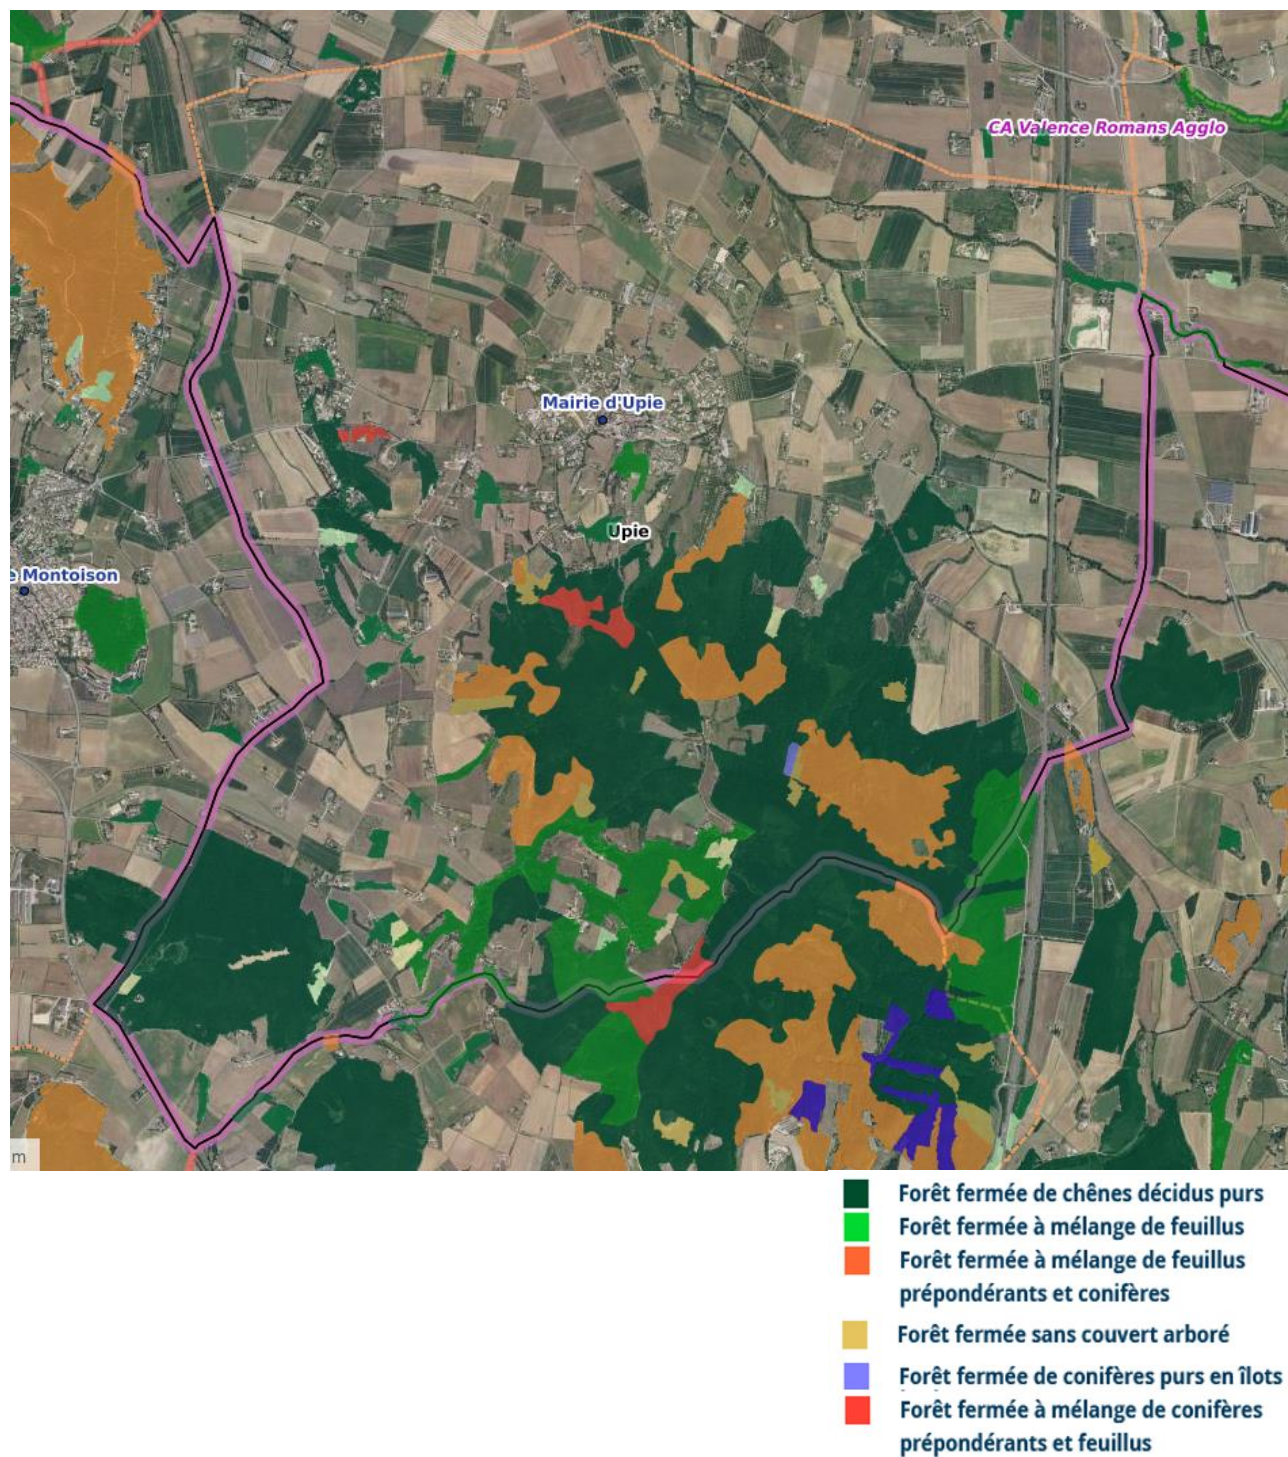 CA Valence Romans Agglo
Mairie d'Upie
Upie
e Montoison
m
Forêt fermée de chênes décidus purs
Forêt fermée à mélange de feuillus
Forêt fermée à mélange de feuillus
prépondérants et conifères
Forêt fermée sans couvert arboré
Forêt fermée de conifères purs en îlots
Forêt fermée à mélange de conifères
prépondérants et feuillus